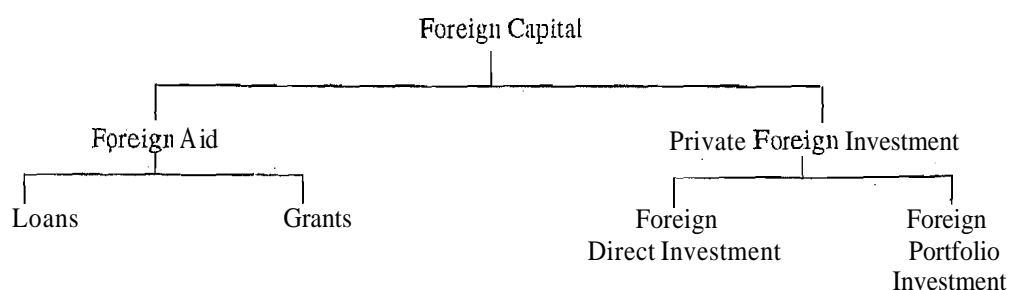 Foreign Capital
Foreign Aid
Private Foreign Investment
Loans
Grants
Foreign
Direct Investment
Foreign
Portfolio
Investment